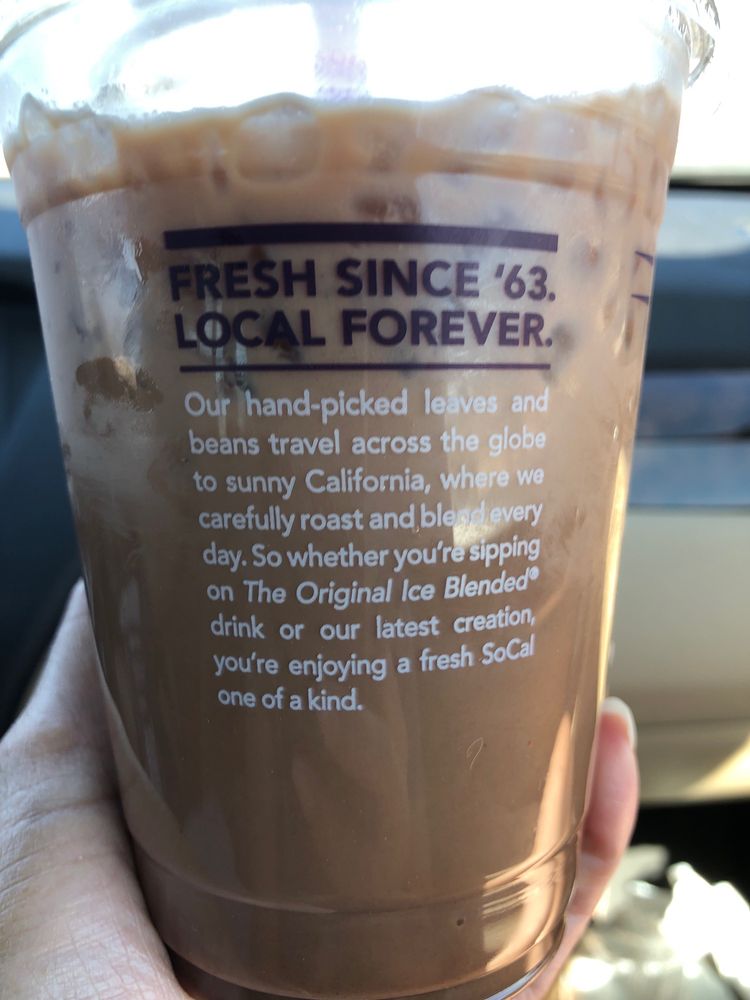 FRESH SINCE '63.
LOCAL FOREVER.
Our hand-picked leaves and
beans travel across the globe
to sunny California, where we
carefully roast and blend every
day. So whether you're sipping
on The Original Ice Blended®
drink or our latest creation,
you're enjoying a fresh SoCal
one of a kind.